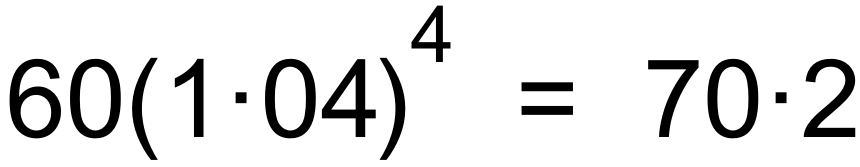 60(1·04)⁴ = 70·2